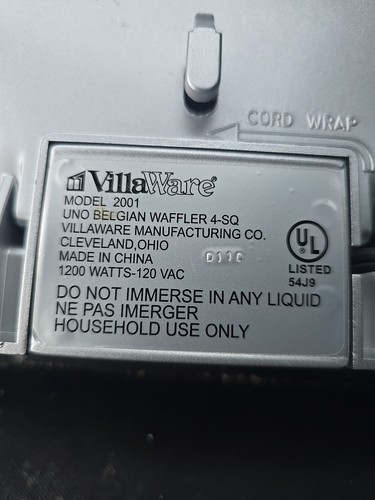 CORD WRAP
VillaWare®
MODEL 2001
UNO BELGIAN WAFFLER 4-SQ
VILLAWARE MANUFACTURING CO.
CLEVELAND,OHIO
MADE IN CHINA
1200 WATTS-120 VAC
0110
UL
LISTED
54J9
DO NOT IMMERSE IN ANY LIQUID
NE PAS IMERGER
HOUSEHOLD USE ONLY